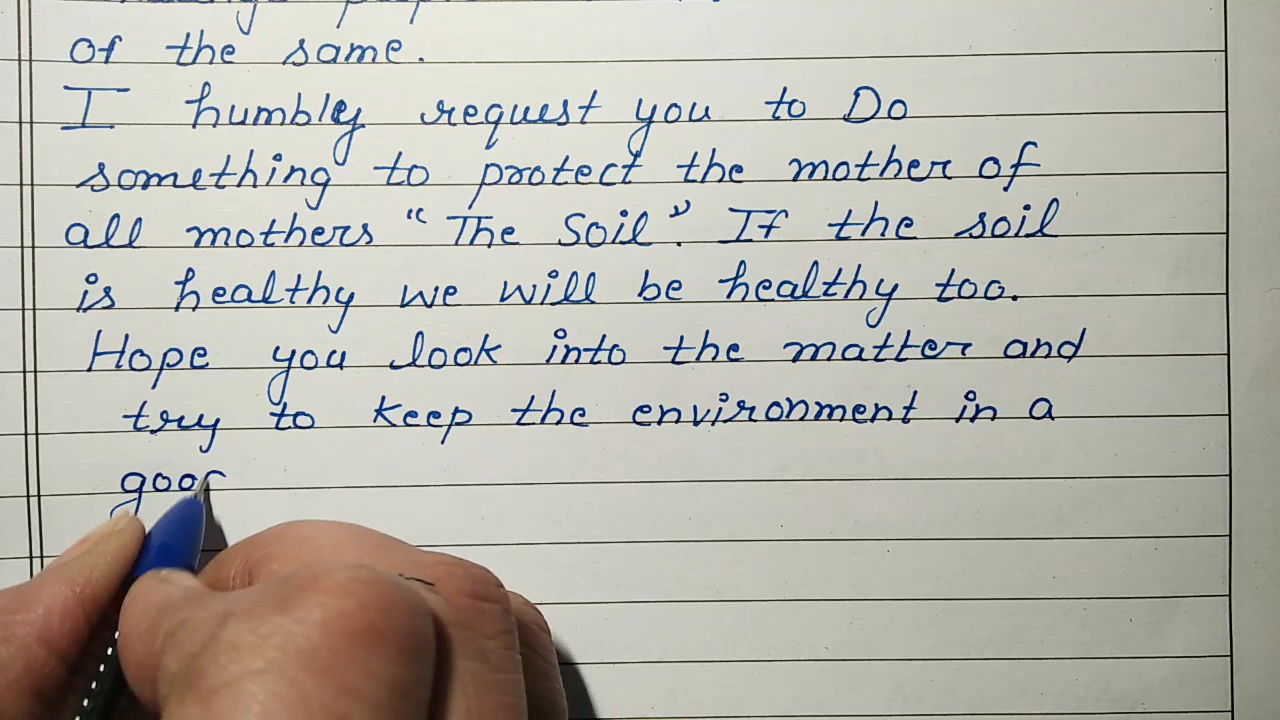 of the same.
I humbly request you to Do
something to protect the mother of
all mothers "The Soil". If the soil
is healthy we will be healthy too.
Hope you look into the matter and
try to keep the environment in a